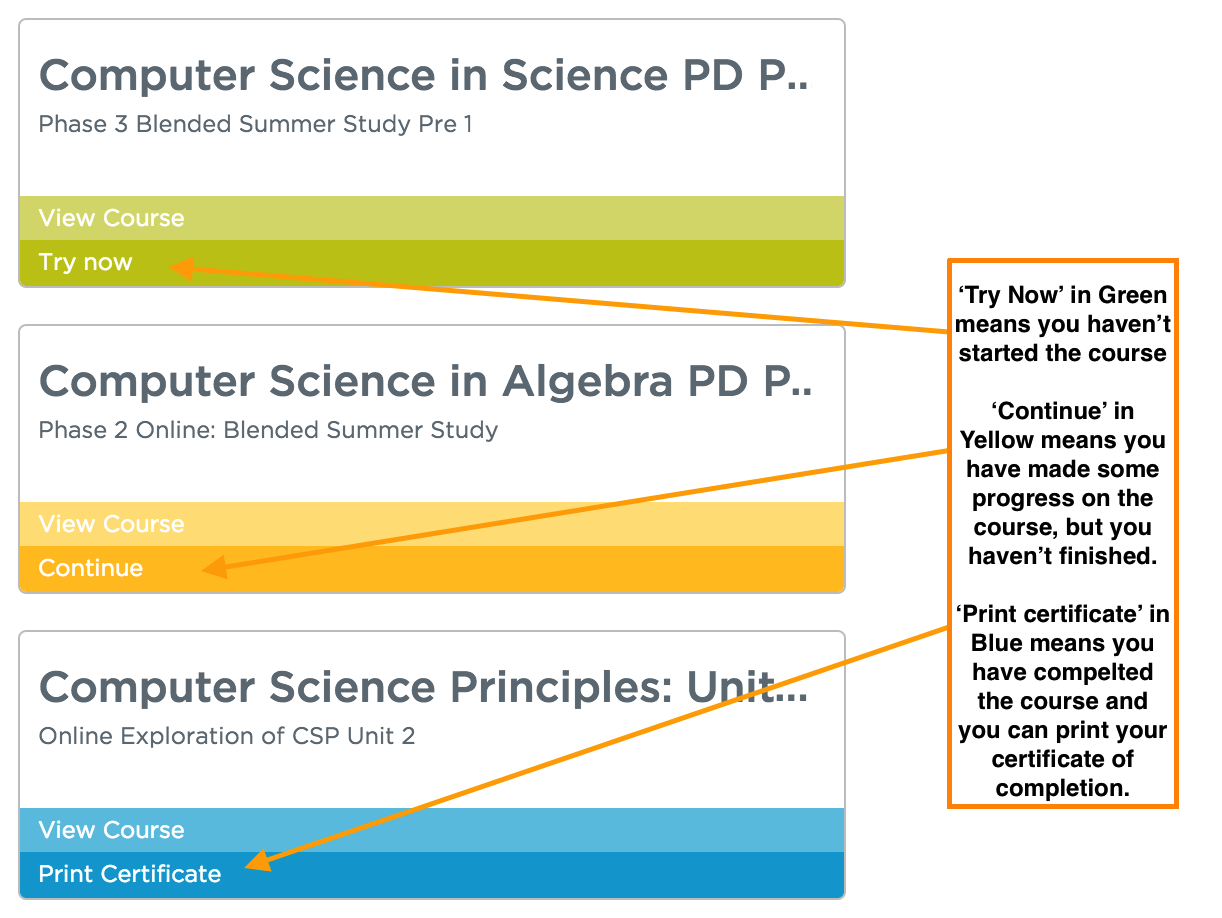 Computer Science in Science PD P..
Phase 3 Blended Summer Study Pre 1
View Course
Try now
Computer Science in Algebra PD P..
Phase 2 Online: Blended Summer Study
View Course
Continue
Computer Science Principles: Unit...
Online Exploration of CSP Unit 2
View Course
Print Certificate
‘Try Now’ in Green
means you haven’t
started the course
‘Continue’ in
Yellow means you
have made some
progress on the
course, but you
haven’t finished.
‘Print certificate’ in
Blue means you
have compelted
the course and
you can print your
certificate of
completion.